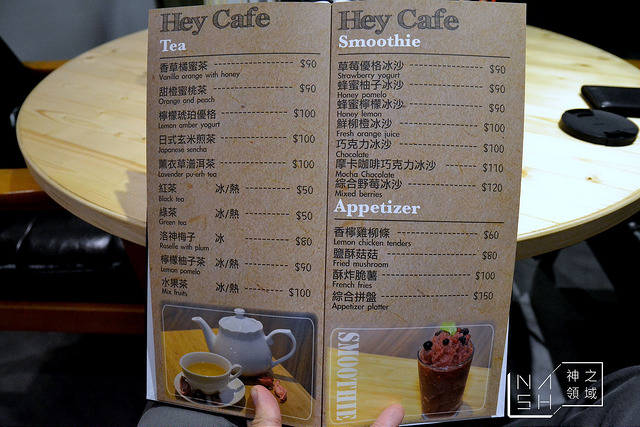 Hey Cafe
Tea
香草橘蜜茶 $90
Vanilla orange with honey
甜橙蜜桃茶 $90
Orange and peach
檸檬琥珀優格 $100
Lemon amber yogurt
日式玄米煎茶 $100
Japanese sencha
薰衣草普洱茶 $100
Lavender pu-erh tea
紅茶 冰/熱 $50
Black tea
綠茶 冰/熱 $50
Green tea
洛神梅子 冰 $80
Roselle with plum
檸檬柚子茶 冰/熱 $90
Lemon pomelo
水果茶 冰/熱 $100
Mix fruits
Hey Cafe
Smoothie
草莓優格冰沙 $90
Strawberry yogurt
蜂蜜柚子冰沙 $90
Honey pomelo
蜂蜜檸檬冰沙 $90
Honey lemon
鮮柳橙冰沙 $100
Fresh orange juice
巧克力冰沙 $100
Chocolate
摩卡咖啡巧克力冰沙 $110
Mocha Chocolate
綜合野莓冰沙 $120
Mixed berries
Appetizer
香檸雞柳條 $60
Lemon chicken tenders
鹽酥菇菇 $80
Fried mushroom
酥炸脆薯 $100
French fries
綜合拼盤 $150
Appetizer platter
SMOOTHIE
NASH
神之
領域